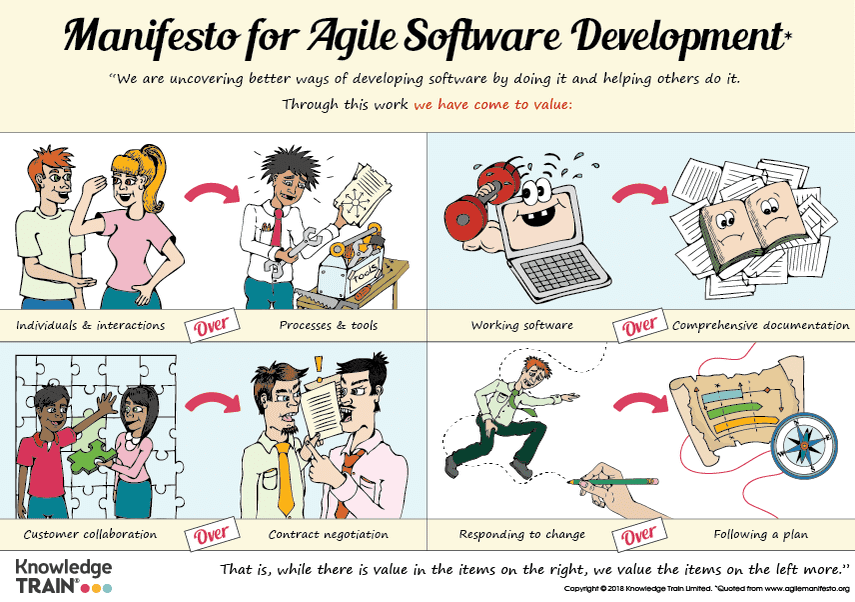 Manifesto for Agile Software Development*
“We are uncovering better ways of developing software by doing it and helping others do it.
Through this work we have come to value:
TOOLS
Individuals & interactions
Over
Processes & tools
Working software
Over
Comprehensive documentation
N
E
S
W
Customer collaboration
Over
Contract negotiation
Responding to change
Over
Following a plan
Knowledge
TRAIN®
That is, while there is value in the items on the right, we value the items on the left more.”
Copyright © 2018 Knowledge Train Limited. *Quoted from www.agilemanifesto.org